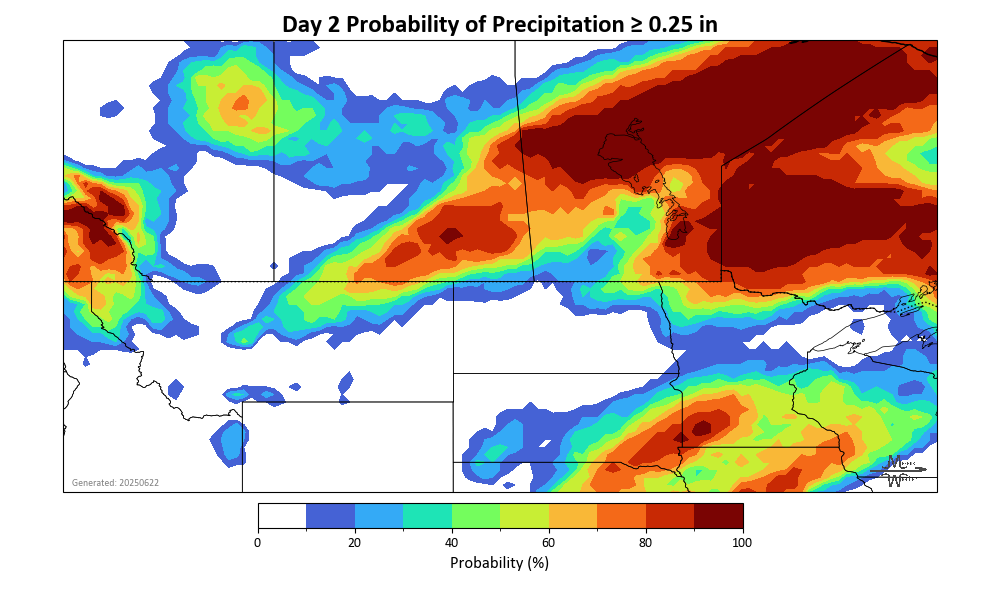 Day 2 Probability of Precipitation ≥ 0.25 in
Generated: 20250622
0 20 40 60 80 100
Probability (%)